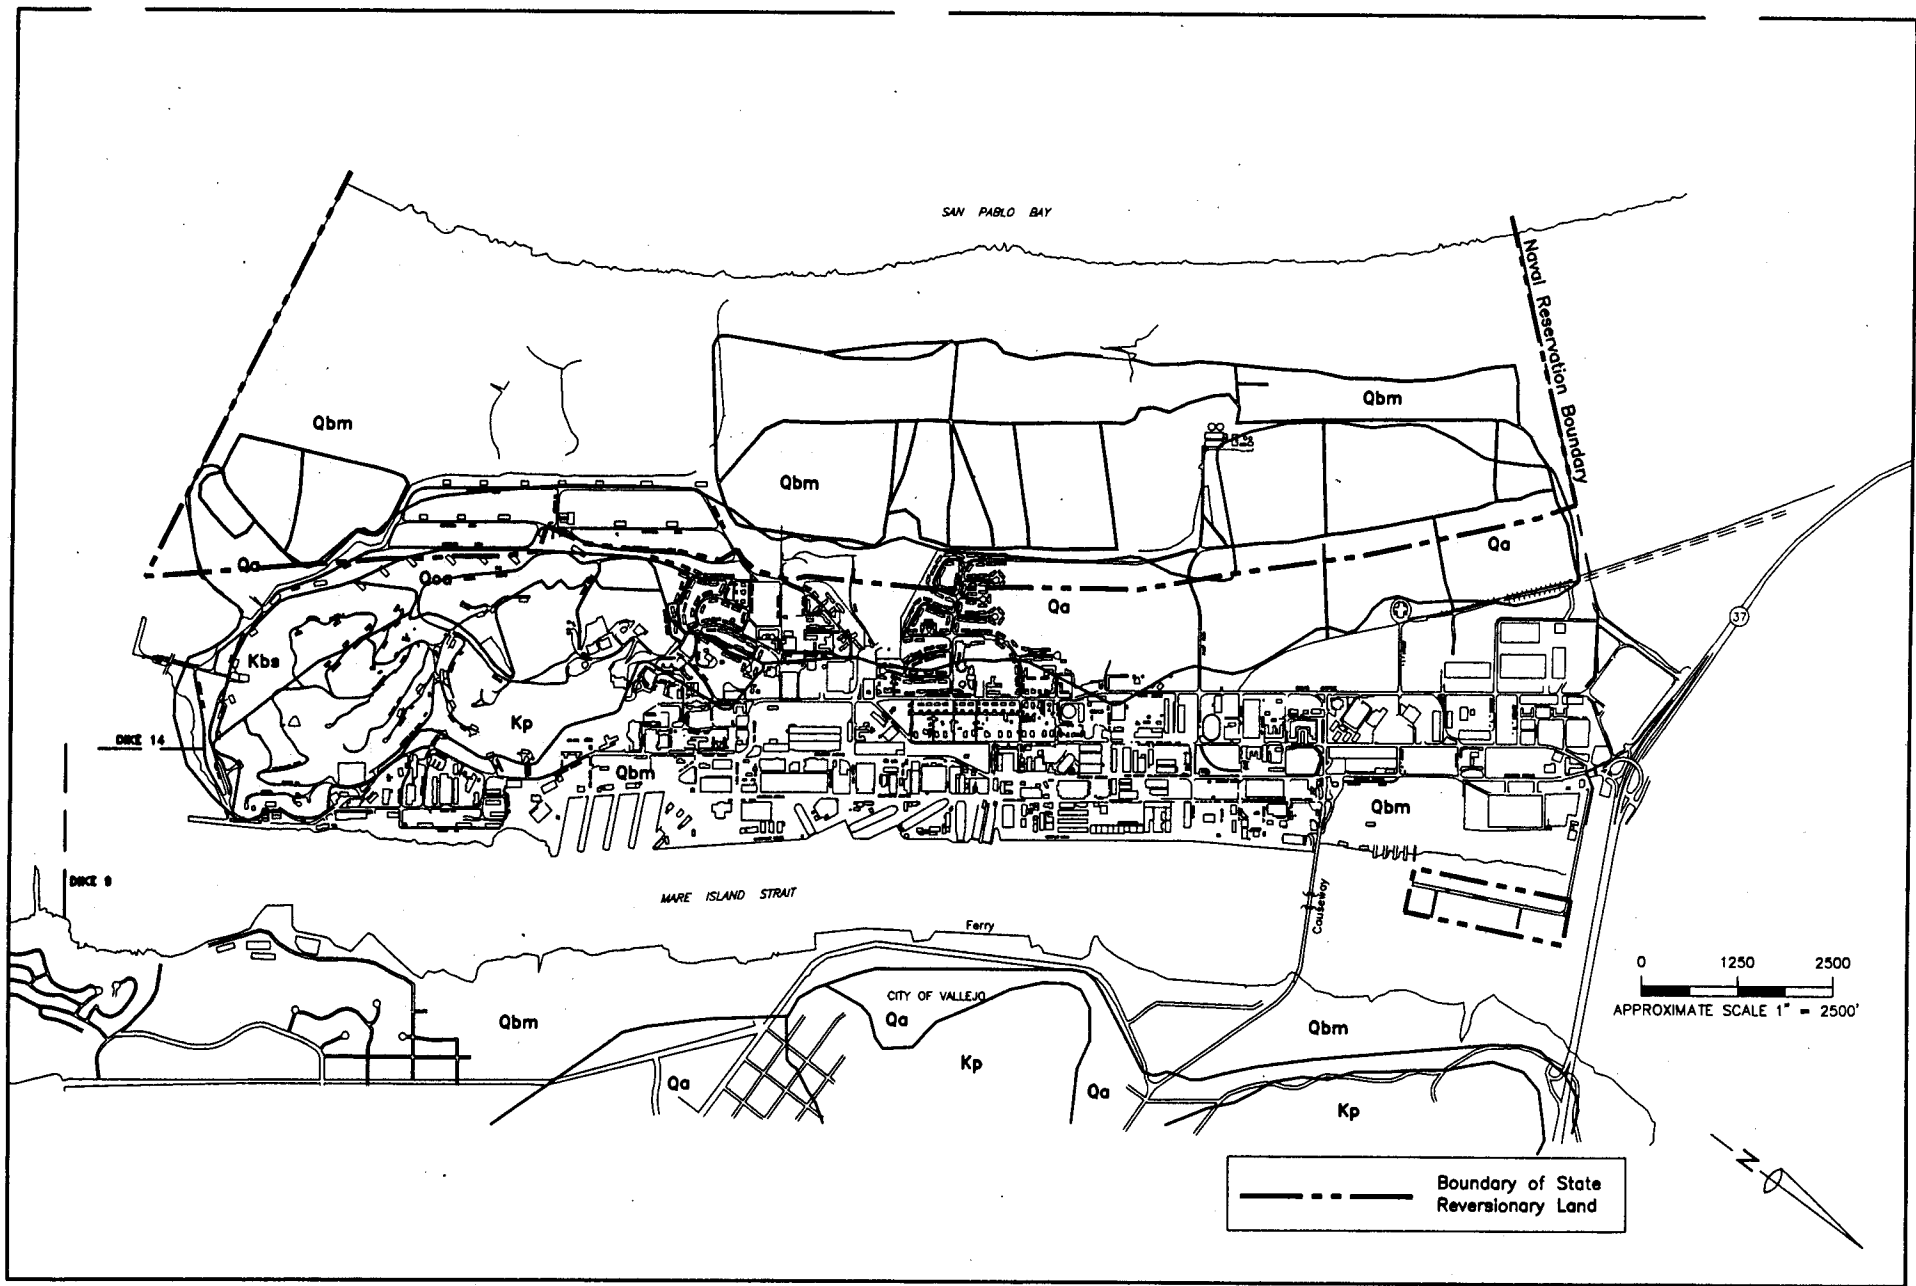 SAN PABLO BAY
Naval Reservation Boundary
Qbm
Qbm
Qbm
Qa
Qa
Qoa
Qa
37
Kbs
Kp
DIKE 14
Qbm
Qbm
DIKE 9
MARE ISLAND STRAIT
Causeway
Ferry
0 1250 2500
APPROXIMATE SCALE 1" = 2500'
CITY OF VALLEJO
Qbm
Qa
Qbm
Kp
Qa
Qa
Kp
N
Boundary of State
Reversionary Land